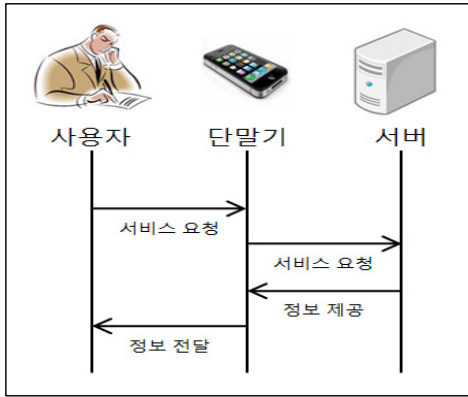 사용자 단말기 서버
서비스 요청
서비스 요청
정보 제공
정보 전달